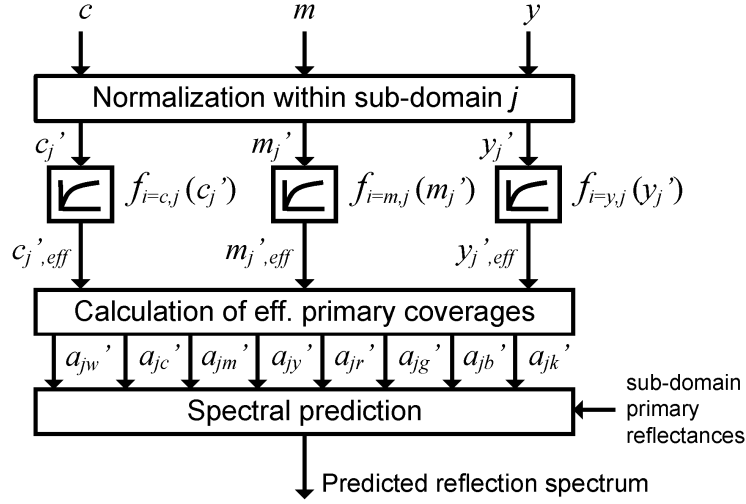 c m y
Normalization within sub-domain j
cj’ mj’ yj’
fi=c,j(cj’) fi=m,j(mj’) fi=y,j(yj’)
cj’,eff mj’,eff yj’,eff
Calculation of eff. primary coverages
ajw’ ajc’ ajm’ ajy’ ajr’ ajg’ ajb’ ajk’
Spectral prediction
sub-domain
primary
reflectances
Predicted reflection spectrum